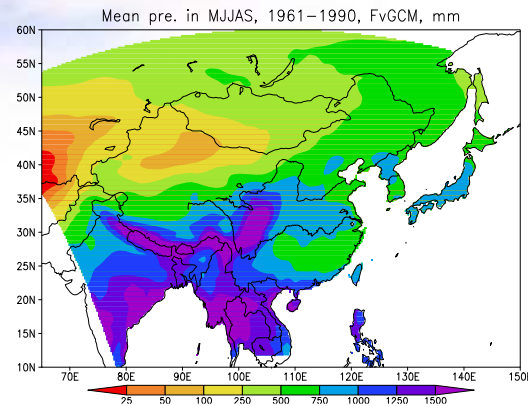 Mean pre. in MJJAS, 1961-1990, FvGCM, mm
60N
55N
50N
45N
40N
35N
30N
25N
20N
15N
10N
70E 80E 90E 100E 110E 120E 130E 140E 150E
25 50 100 250 500 750 1000 1250 1500